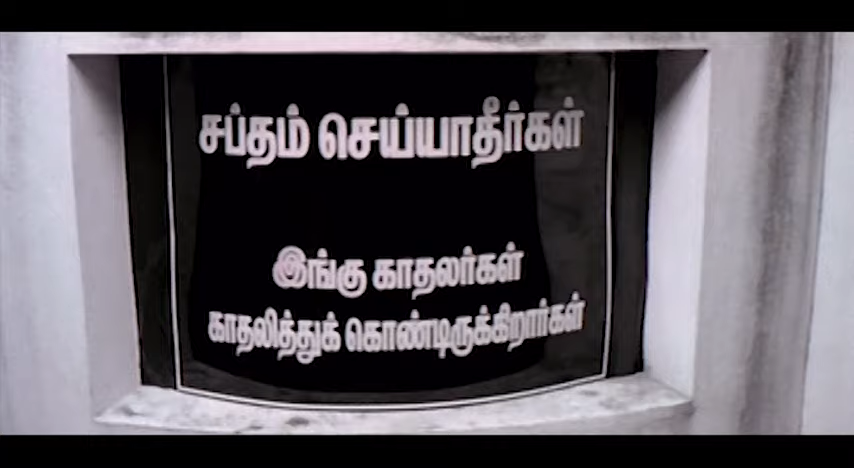 சப்தம் செய்யாதீர்கள்
இங்கு காதலர்கள்
காதலித்துக் கொண்டிருக்கிறார்கள்